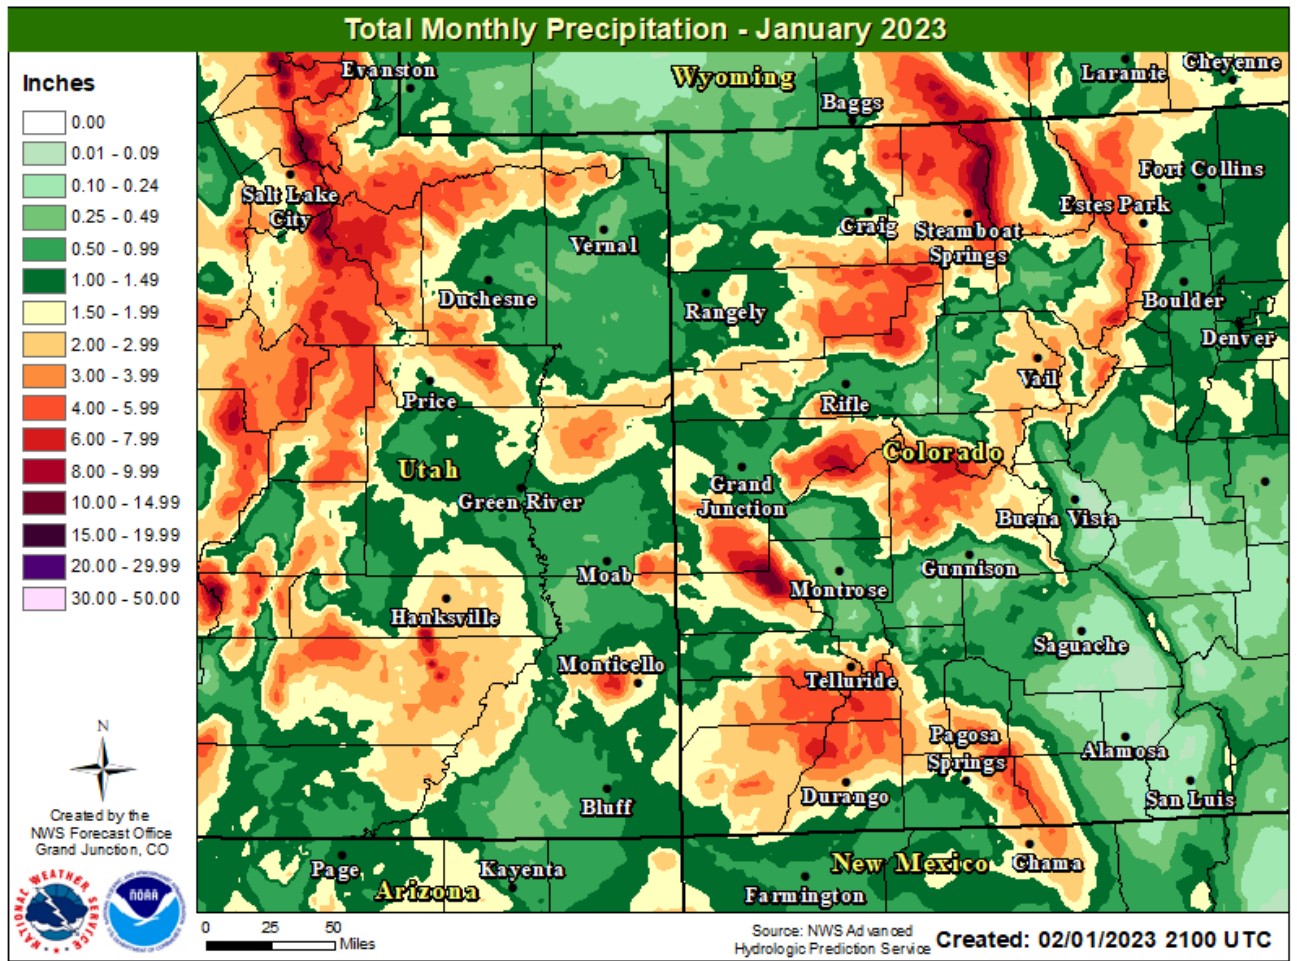 Total Monthly Precipitation - January 2023
Inches
0.00
0.01 - 0.09
0.10 - 0.24
0.25 - 0.49
0.50 - 0.99
1.00 - 1.49
1.50 - 1.99
2.00 - 2.99
3.00 - 3.99
4.00 - 5.99
6.00 - 7.99
8.00 - 9.99
10.00 - 14.99
15.00 - 19.99
20.00 - 29.99
30.00 - 50.00
Evanston
Wyoming
Baggs
Laramie
Cheyenne
Salt Lake
City
Vernal
Craig
Steamboat
Springs
Estes Park
Fort Collins
Duchesne
Rangely
Boulder
Denver
Price
Rifle
Vail
Utah
Colorado
Green River
Grand
Junction
Buena Vista
Moab
Montrose
Gunnison
Hanksville
Saguache
Monticello
Telluride
Pagosa
Springs
Alamosa
Bluff
Durango
San Luis
Page
Arizona
Kayenta
New Mexico
Chama
Farmington
N
Created by the
NWS Forecast Office
Grand Junction, CO
NATIONAL WEATHER SERVICE
NOAA
0 25 50
Miles
Source: NWS Advanced
Hydrologic Prediction Service
Created: 02/01/2023 2100 UTC